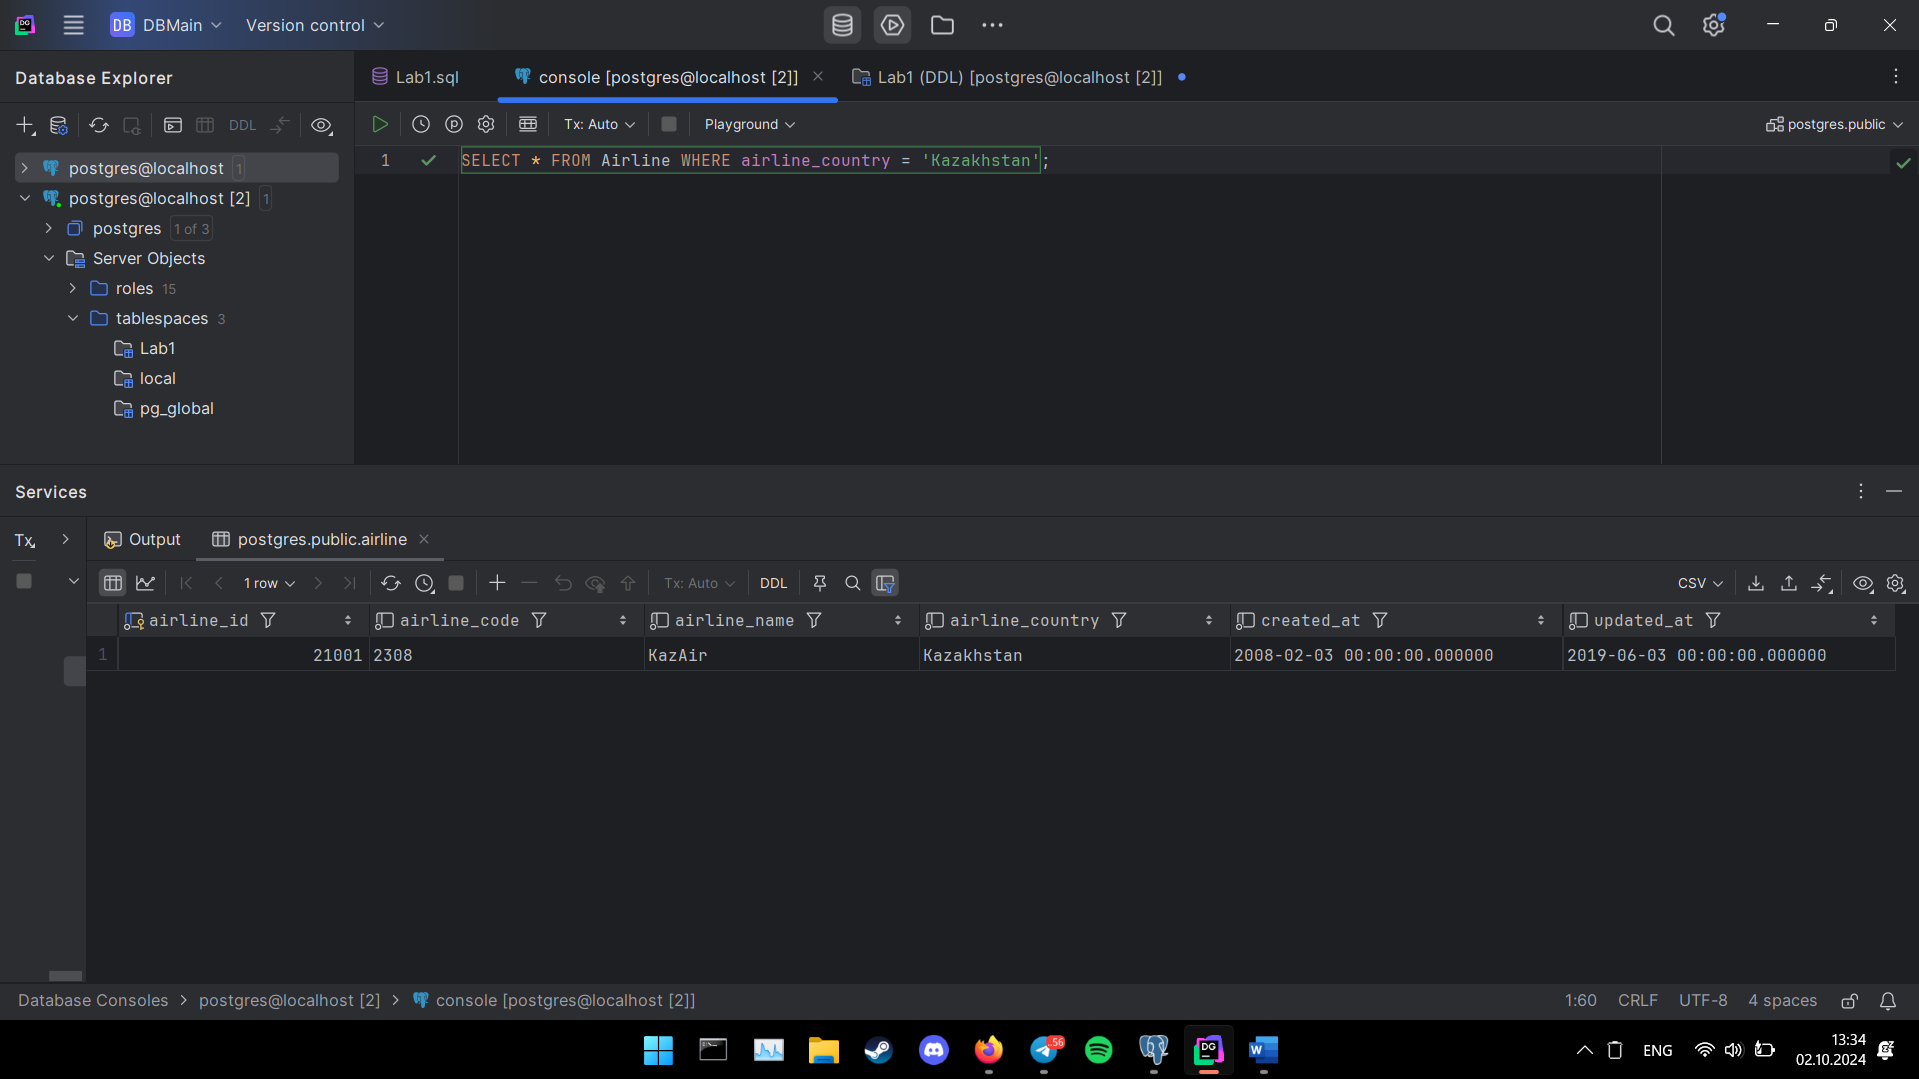 DB DBMain Version control
Database Explorer
Lab1.sql console [postgres@localhost [2]] Lab1 (DDL) [postgres@localhost [2]]
DDL
Tx: Auto Playground postgres.public
postgres@localhost 1
postgres@localhost [2] 1
postgres 1 of 3
Server Objects
roles 15
tablespaces 3
Lab1
local
pg_global
1 SELECT * FROM Airline WHERE airline_country = 'Kazakhstan';
Services
Tx Output postgres.public.airline
1 row Tx: Auto DDL CSV
airline_id airline_code airline_name airline_country created_at updated_at
1 21001 2308 KazAir Kazakhstan 2008-02-03 00:00:00.000000 2019-06-03 00:00:00.000000
Database Consoles postgres@localhost [2] console [postgres@localhost [2]] 1:60 CRLF UTF-8 4 spaces
.56 DG W ENG 13:34
02.10.2024